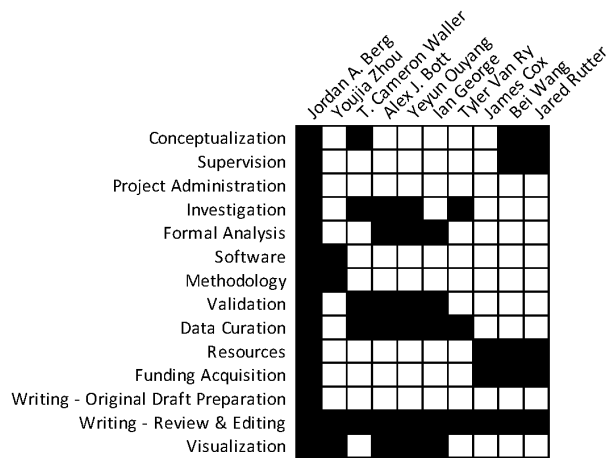 Jordan A. Berg
Youjia Zhou
T. Cameron Waller
Alex J. Bott
Yeyun Ouyang
Ian George
Tyler Van Ry
James Cox
Bei Wang
Jared Rutter
Conceptualization
Supervision
Project Administration
Investigation
Formal Analysis
Software
Methodology
Validation
Data Curation
Resources
Funding Acquisition
Writing - Original Draft Preparation
Writing - Review & Editing
Visualization